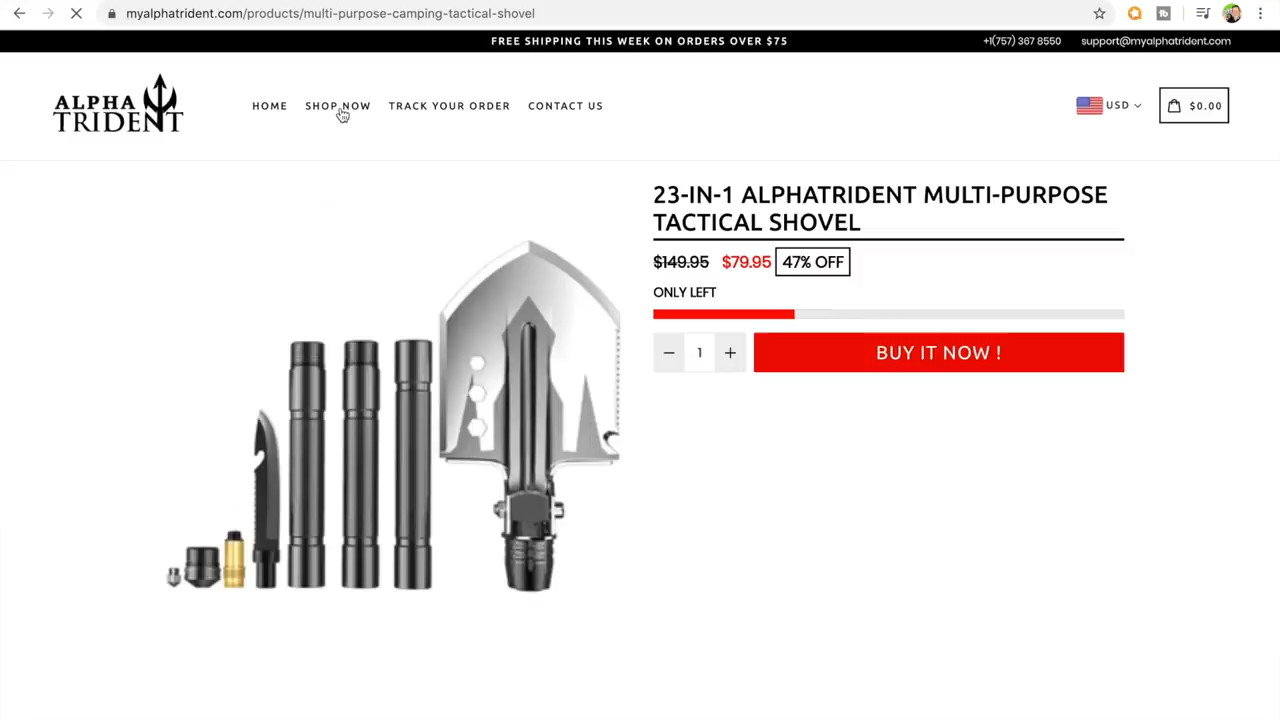 myalphatrident.com/products/multi-purpose-camping-tactical-shovel
FREE SHIPPING THIS WEEK ON ORDERS OVER $75
+1(757) 367 8550
support@myalphatrident.com
ALPHA
TRIDENT
HOME SHOP NOW TRACK YOUR ORDER CONTACT US
USD
$0.00
23-IN-1 ALPHATRIDENT MULTI-PURPOSE
TACTICAL SHOVEL
$149.95 $79.95 47% OFF
ONLY LEFT
1
BUY IT NOW !